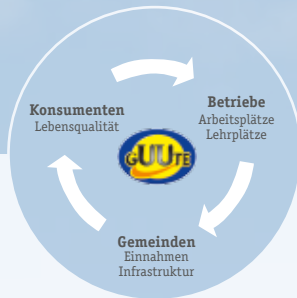 Konsumenten
Lebensqualität
Betriebe
Arbeitsplätze
Lehrplätze
GUUTE
Gemeinden
Einnahmen
Infrastruktur